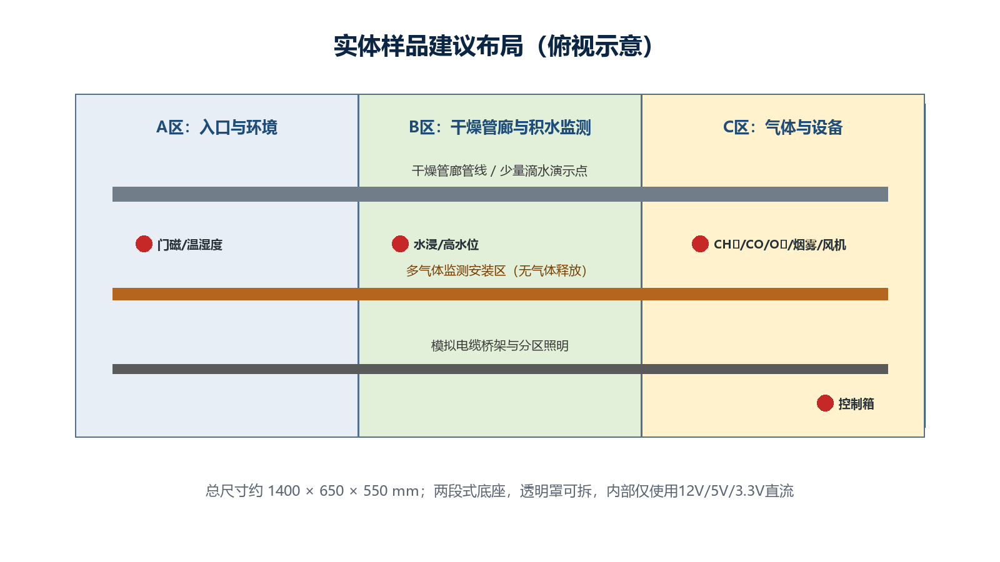 实体样品建议布局（俯视示意）
A区：入口与环境
B区：干燥管廊与积水监测
C区：气体与设备
干燥管廊管线 / 少量滴水演示点
门磁/温湿度
水浸/高水位
CH▯/CO/O▯/烟雾/风机
多气体监测安装区（无气体释放）
模拟电缆桥架与分区照明
控制箱
总尺寸约 1400 × 650 × 550 mm；两段式底座，透明罩可拆，内部仅使用12V/5V/3.3V直流